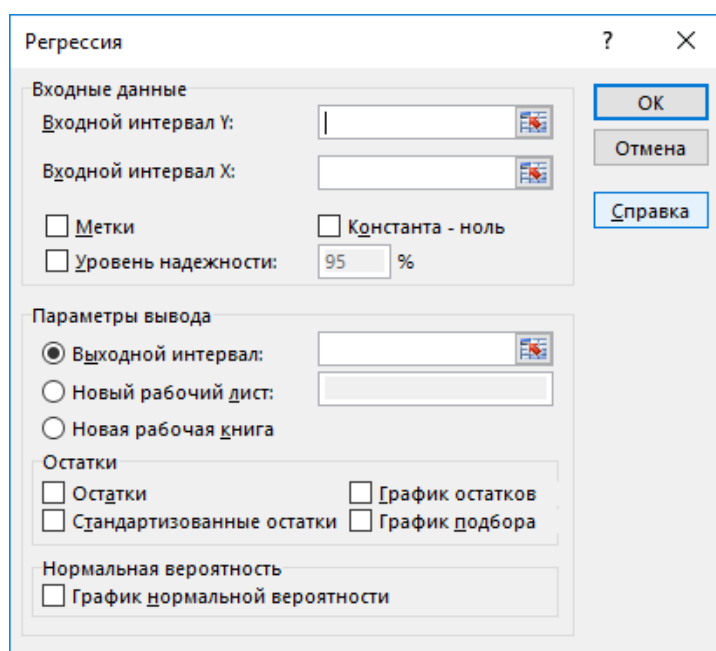 Регрессия ? ×
Входные данные
Входной интервал Y:
Входной интервал X:
Метки Константа - ноль
Уровень надежности: 95 %
ОК
Отмена
Справка
Параметры вывода
Выходной интервал:
Новый рабочий лист:
Новая рабочая книга
Остатки
Остатки График остатков
Стандартизованные остатки График подбора
Нормальная вероятность
График нормальной вероятности